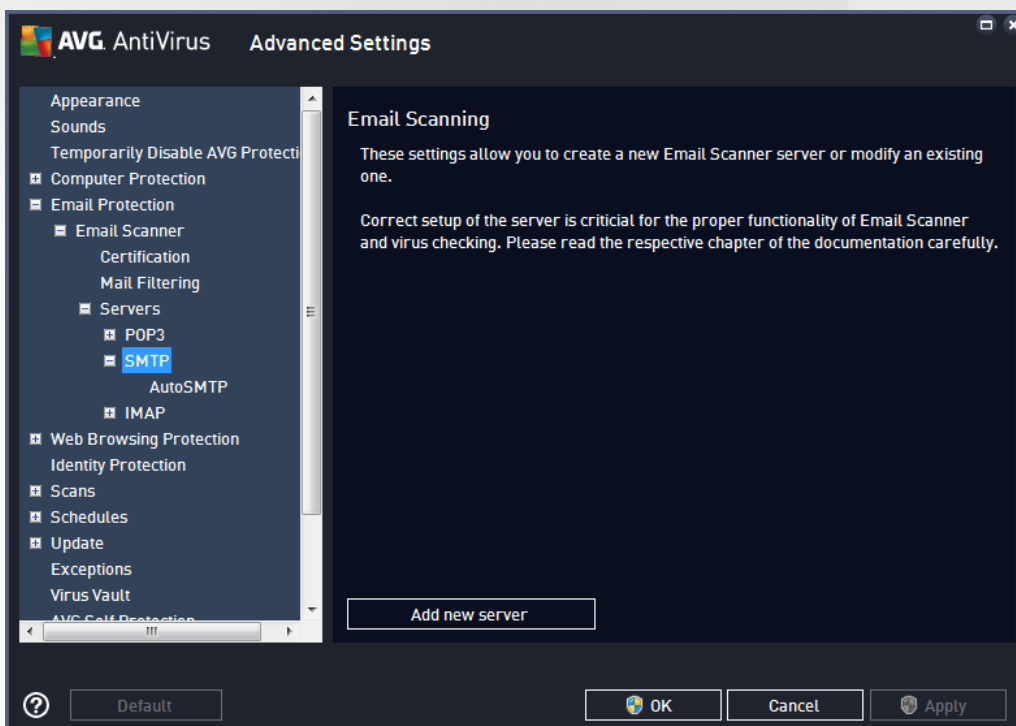 AVG. AntiVirus Advanced Settings
Appearance
Sounds
Temporarily Disable AVG Protecti
Computer Protection
Email Protection
Email Scanner
Certification
Mail Filtering
Servers
POP3
SMTP
AutoSMTP
IMAP
Web Browsing Protection
Identity Protection
Scans
Schedules
Update
Exceptions
Virus Vault
AVG Self Protection
Email Scanning
These settings allow you to create a new Email Scanner server or modify an existing
one.
Correct setup of the server is criticial for the proper functionality of Email Scanner
and virus checking. Please read the respective chapter of the documentation carefully.
Add new server
Default
OK
Cancel
Apply